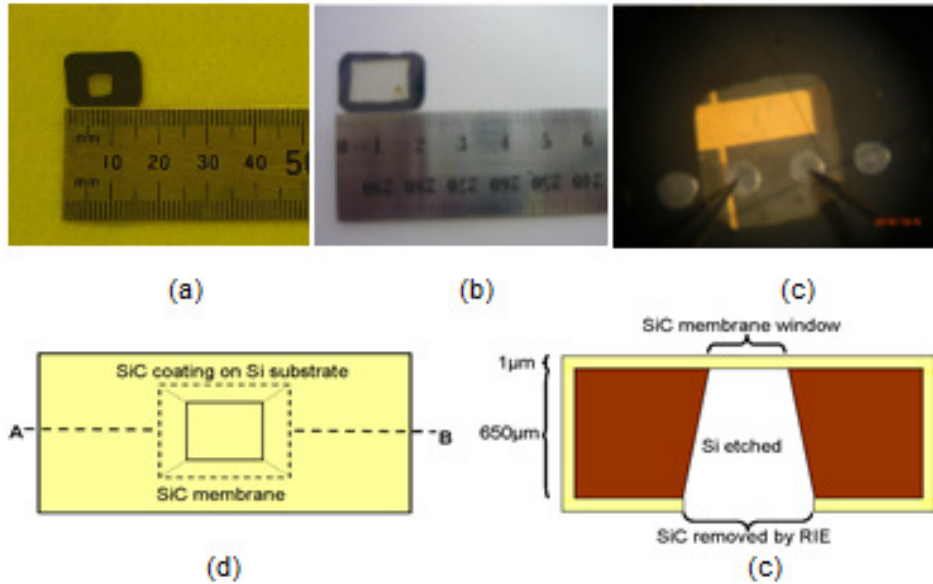 mm
10 20 30 40 50
mm
0 1 2 3 4 5 6
(a)
(b)
(c)
SiC coating on Si substrate
A
B
SiC membrane
(d)
SiC membrane window
1μm
650μm
Si etched
SiC removed by RIE
(c)